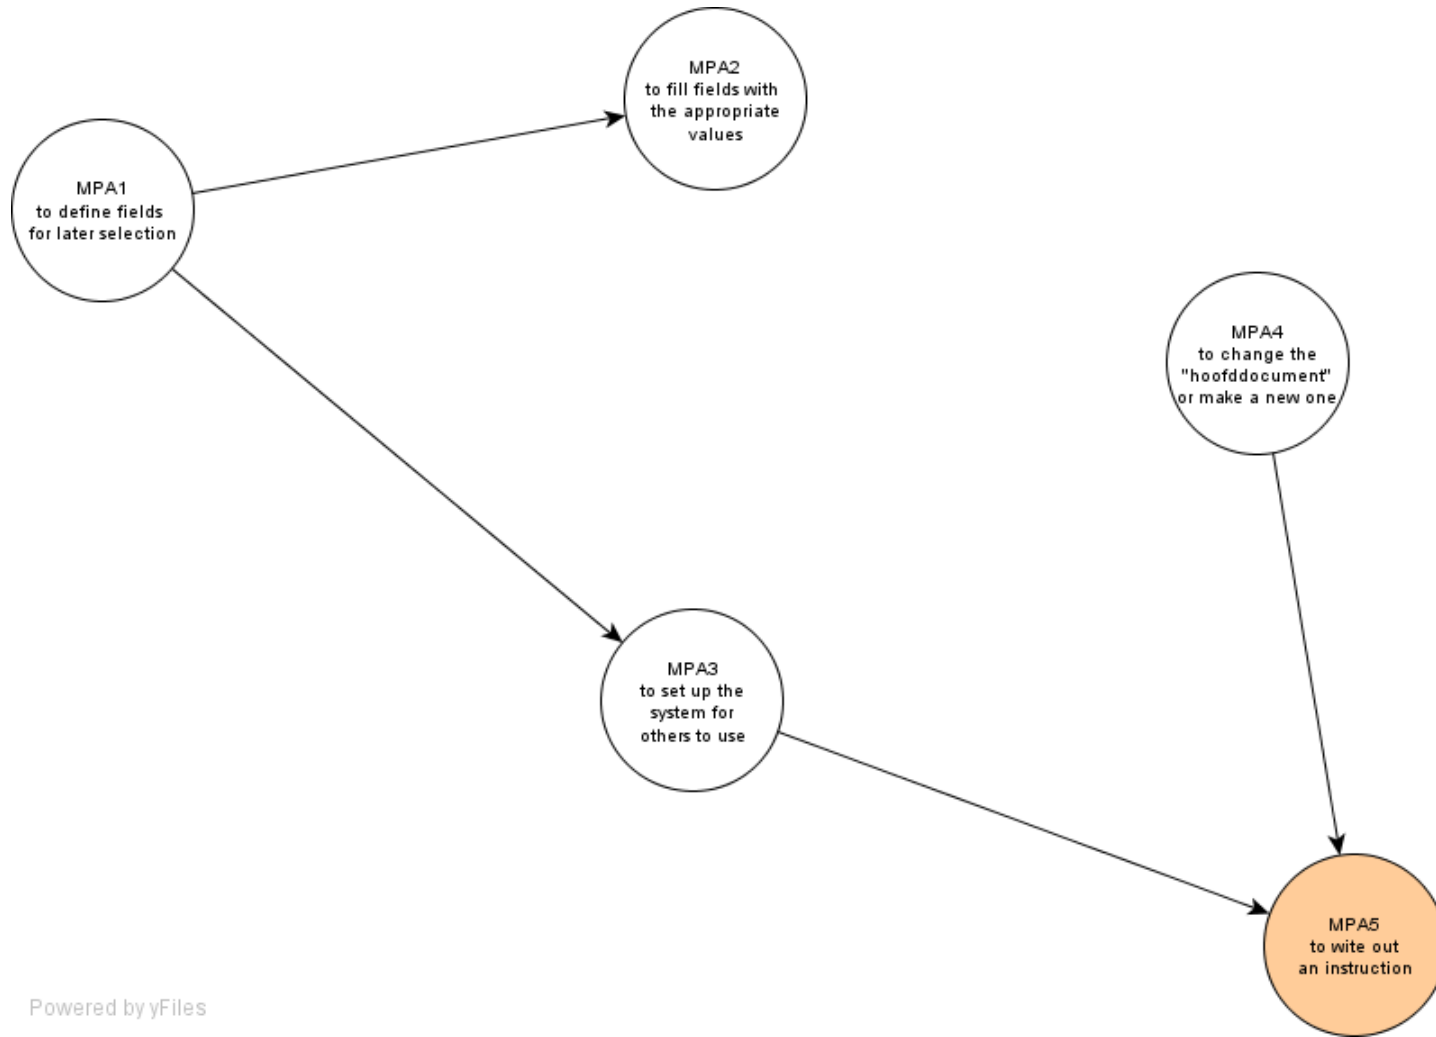 MPA2
to fill fields with
the appropriate
values
MPA1
to define fields
for later selection
MPA4
to change the
"hoofddocument"
or make a new one
MPA3
to set up the
system for
others to use
MPA5
to wite out
an instruction
Powered by yFiles